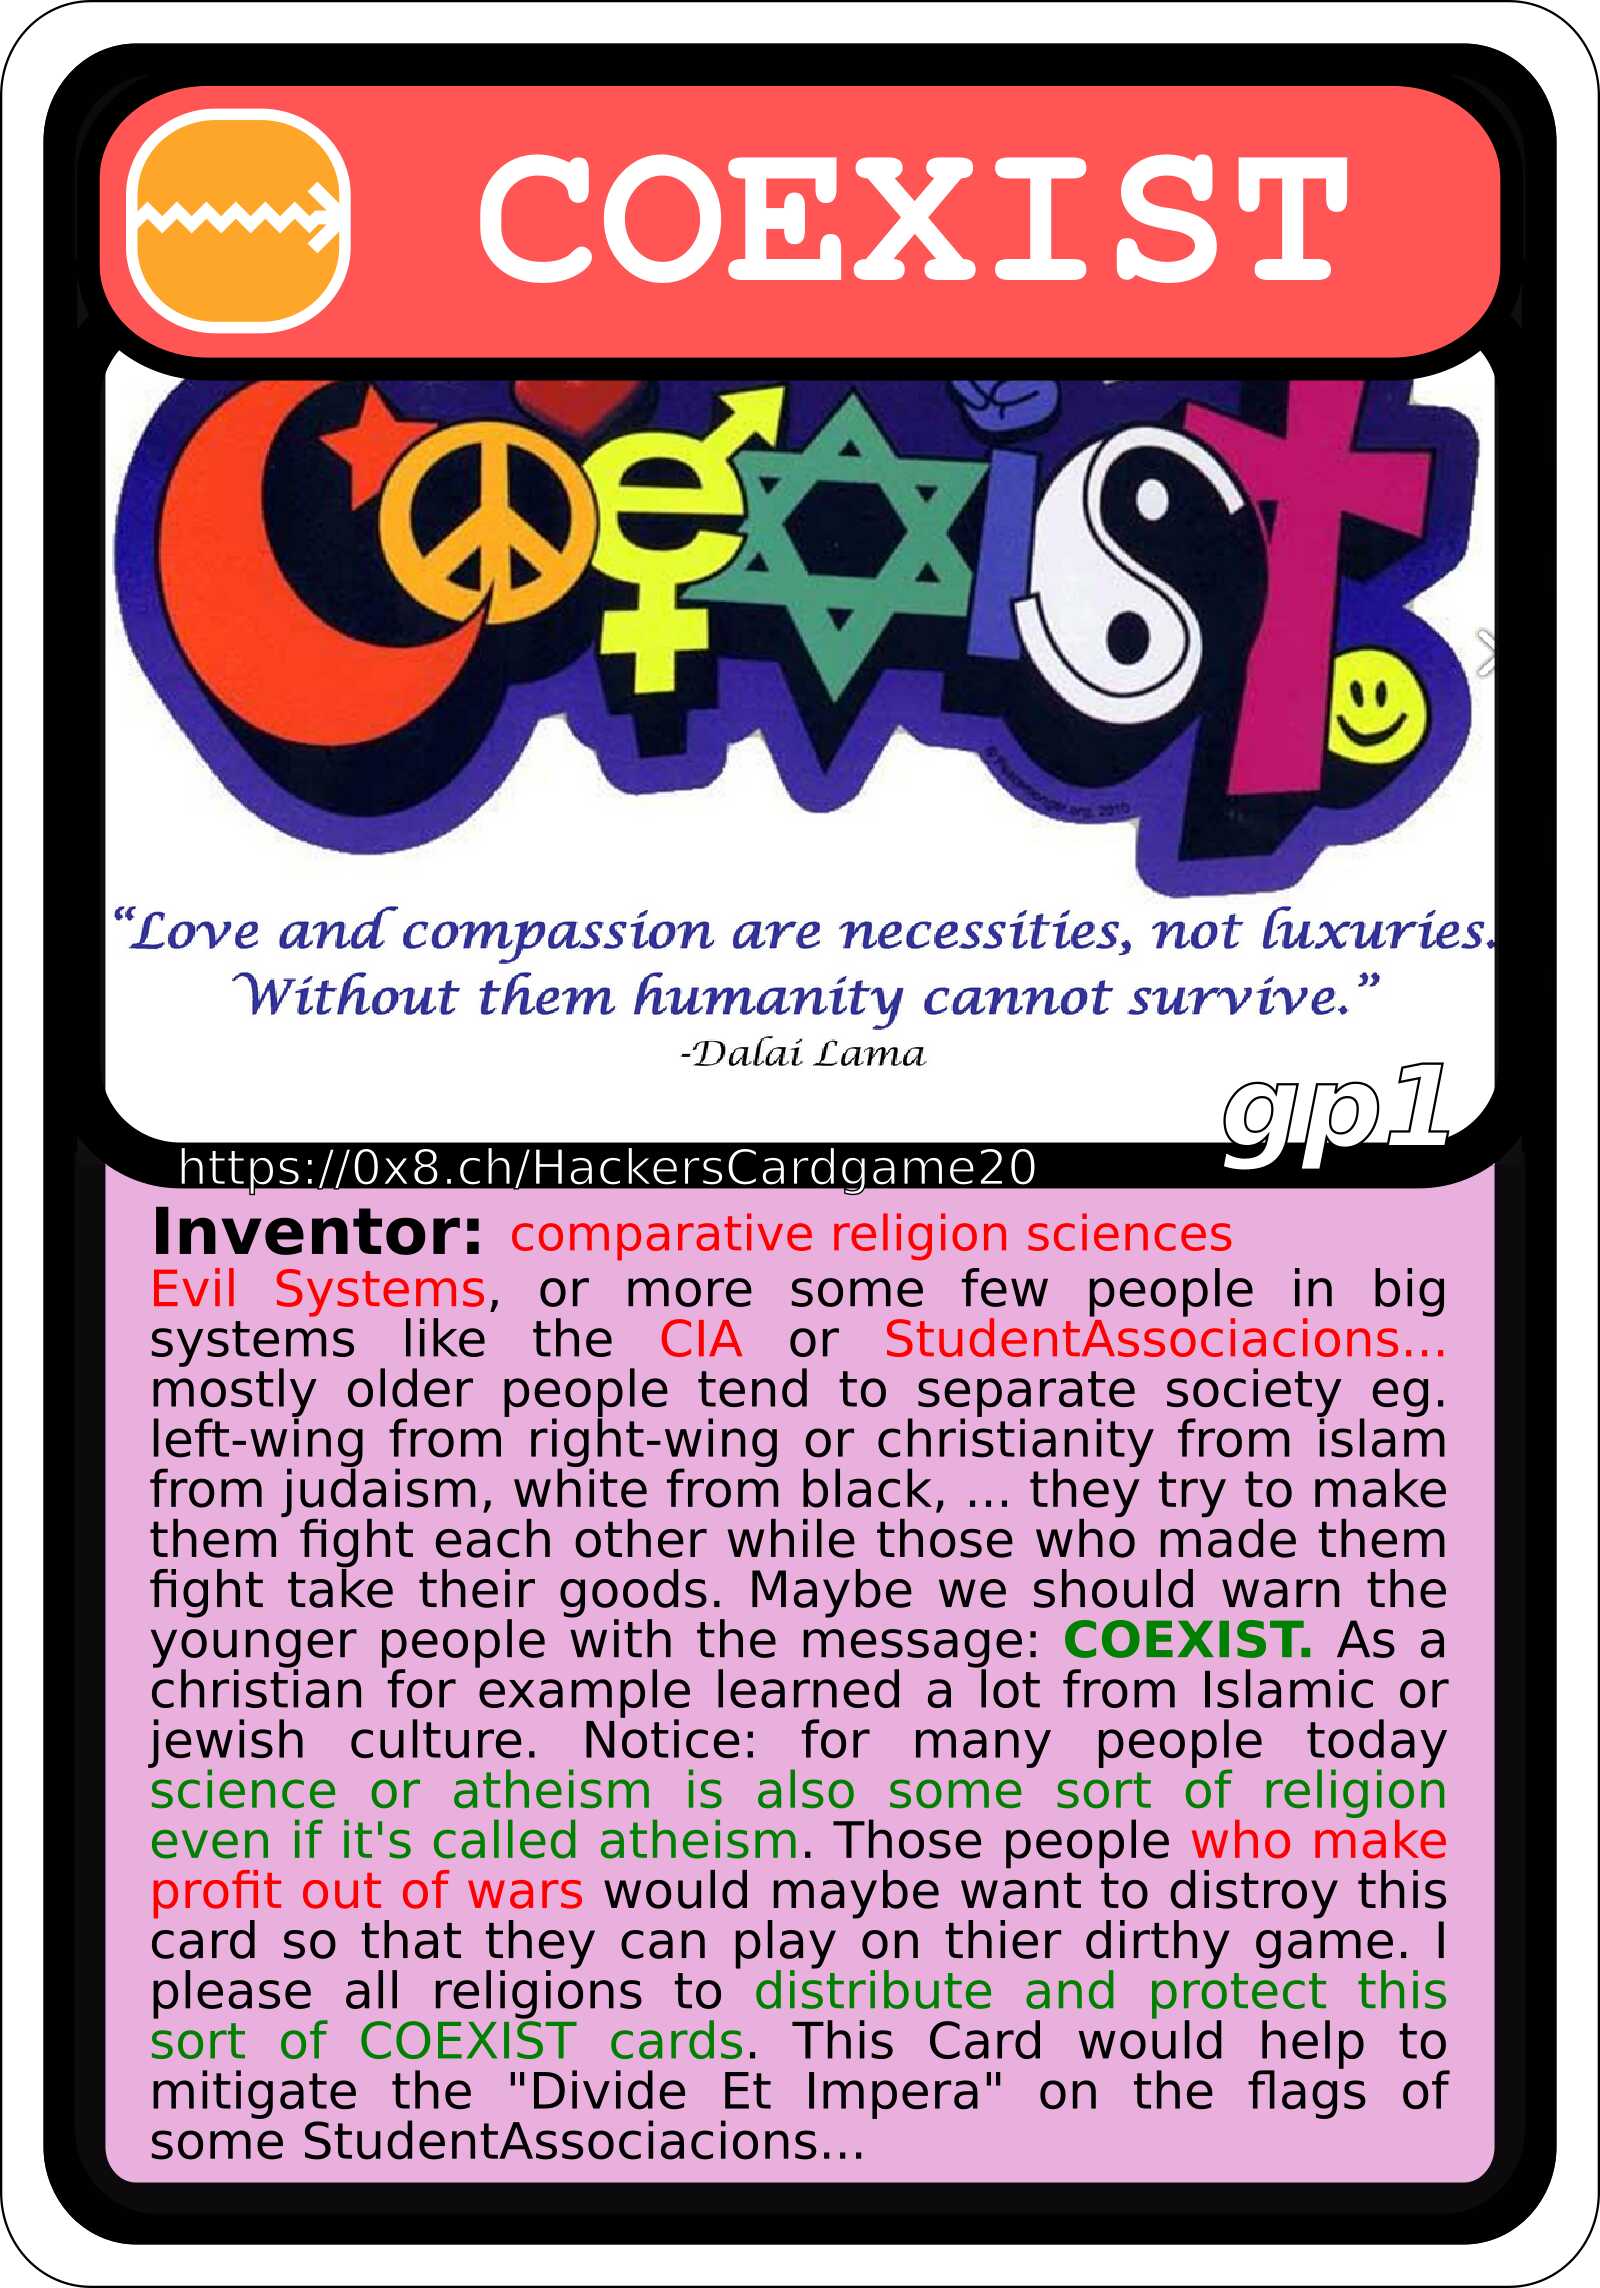 COEXIST
coexist
“Love and compassion are necessities, not luxuries.
Without them humanity cannot survive.”
-Dalai Lama
gp1
https://0x8.ch/HackersCardgame20
Inventor: comparative religion sciences
Evil Systems, or more some few people in big
systems like the CIA or StudentAssociacions...
mostly older people tend to separate society eg.
left-wing from right-wing or christianity from islam
from judaism, white from black, ... they try to make
them fight each other while those who made them
fight take their goods. Maybe we should warn the
younger people with the message: COEXIST. As a
christian for example learned a lot from Islamic or
jewish culture. Notice: for many people today
science or atheism is also some sort of religion
even if it's called atheism. Those people who make
profit out of wars would maybe want to distroy this
card so that they can play on thier dirthy game. I
please all religions to distribute and protect this
sort of COEXIST cards. This Card would help to
mitigate the "Divide Et Impera" on the flags of
some StudentAssociacions...